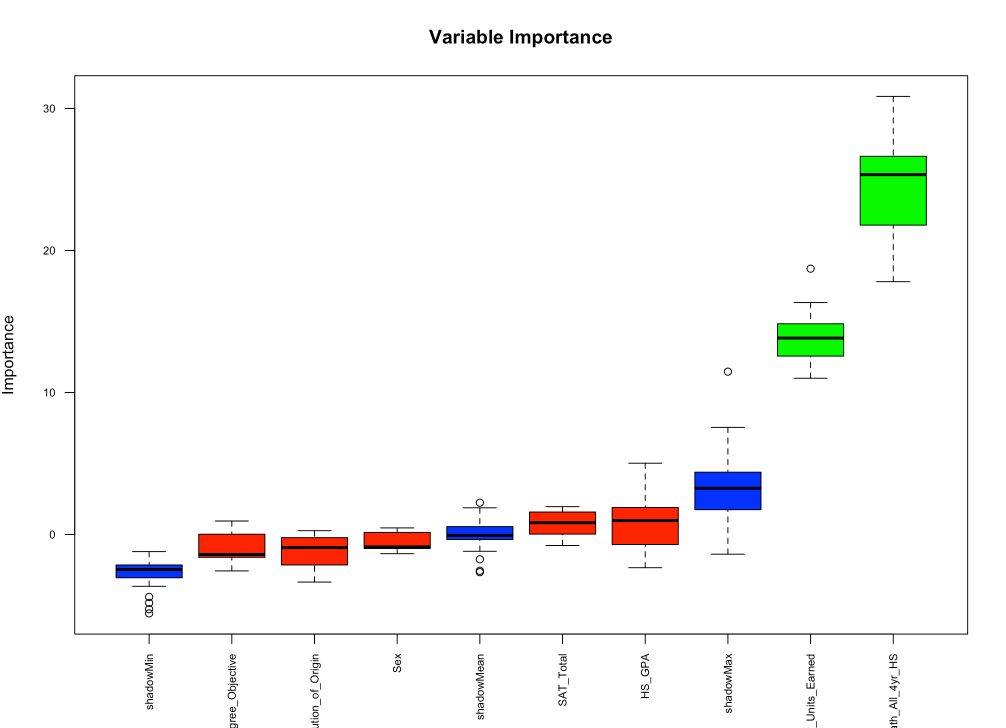 Variable Importance
Importance
30
20
10
0
shadowMin
gree_Objective
ution_of_Origin
Sex
shadowMean
SAT_Total
HS_GPA
shadowMax
_Units_Earned
ath_All_4yr_HS